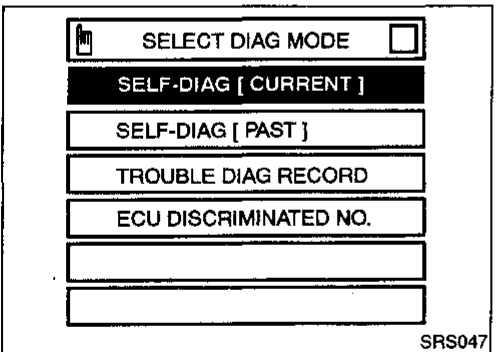 SELECT DIAG MODE
SELF-DIAG [ CURRENT ]
SELF-DIAG [ PAST ]
TROUBLE DIAG RECORD
ECU DISCRIMINATED NO.
SRS047